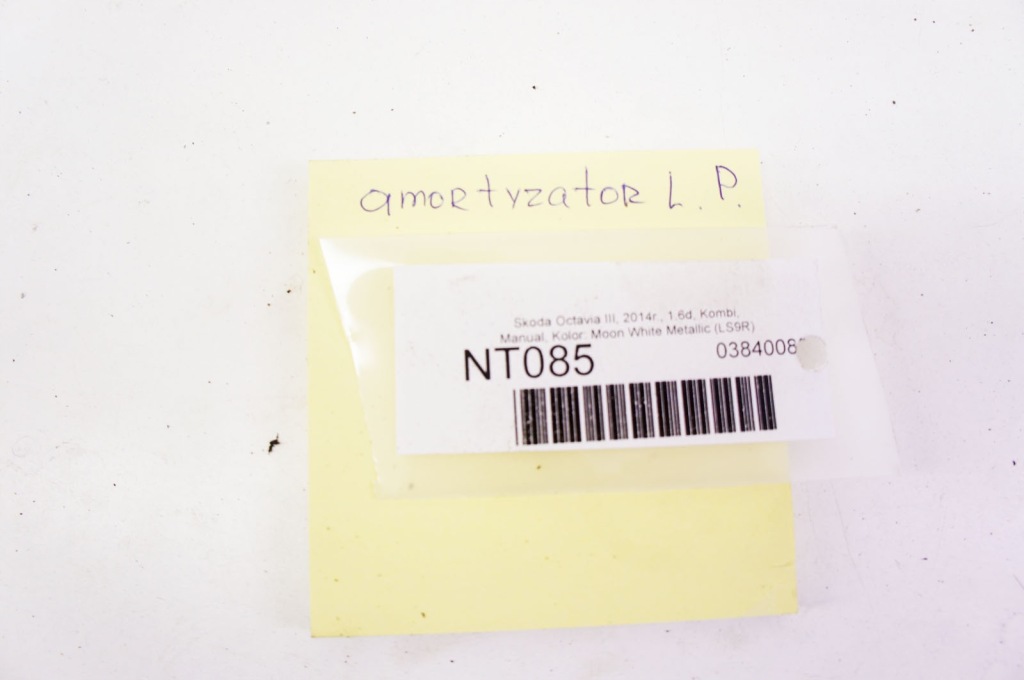 amortyzator L. P.
Skoda Octavia III, 2014r., 1.6d, Kombi,
Manual, Kolor: Moon White Metallic (LS9R)
NT085 0384008